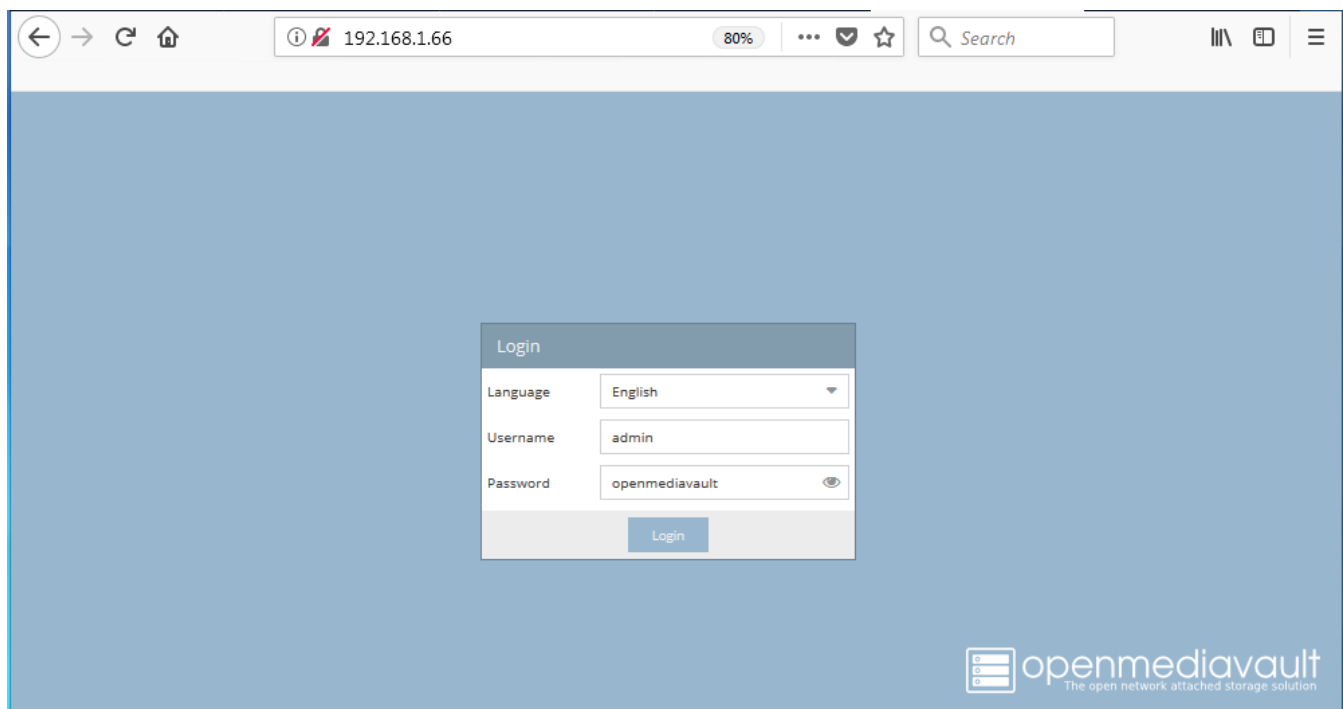 192.168.1.66
80%
Search
Login
Language English
Username admin
Password openmediavault
Login
openmediavault
The open network attached storage solution